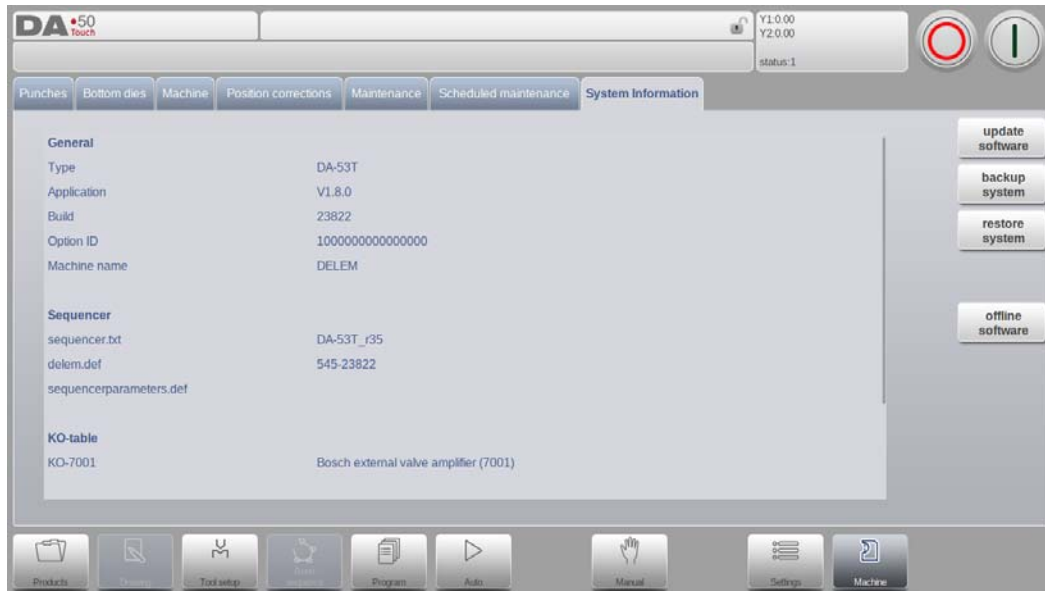 DA 50
Touch
Y1:0.00
Y2:0.00
status:1
Punches Bottom dies Machine Position corrections Maintenance Scheduled maintenance System Information
General
Type DA-53T
Application V1.8.0
Build 23822
Option ID 1000000000000000
Machine name DELEM
Sequencer
sequencer.txt DA-53T_r35
delem.def 545-23822
sequencerparameters.def
KO-table
KO-7001 Bosch external valve amplifier (7001)
update
software
backup
system
restore
system
offline
software
Products Drawing Tool setup Bend
sequence Program Auto Manual Settings Machine